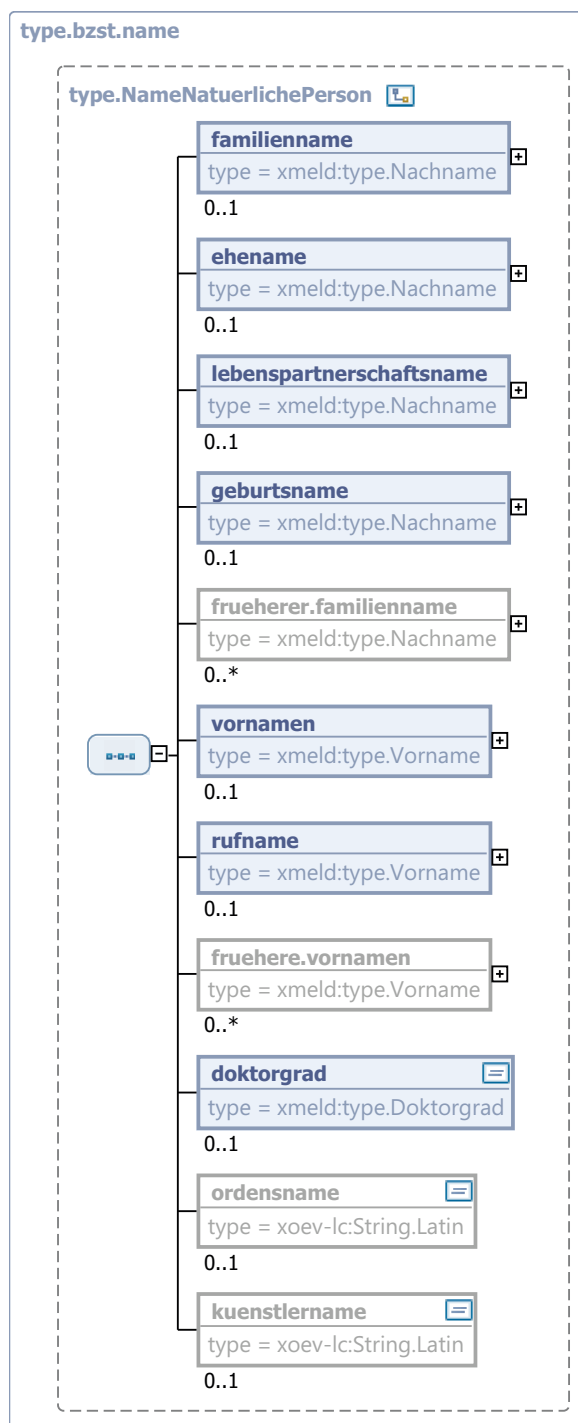 type.bzst.name
type.NameNatuerlichePerson
familienname
type = xmeld:type.Nachname
0..1
ehename
type = xmeld:type.Nachname
0..1
lebenspartnerschaftsname
type = xmeld:type.Nachname
0..1
geburtsname
type = xmeld:type.Nachname
0..1
frueherer.familienname
type = xmeld:type.Nachname
0..*
vornamen
type = xmeld:type.Vorname
0..1
rufname
type = xmeld:type.Vorname
0..1
fruehere.vornamen
type = xmeld:type.Vorname
0..*
doktorgrad
type = xmeld:type.Doktorgrad
0..1
ordensname
type = xoev-lc:String.Latin
0..1
kuenstlername
type = xoev-lc:String.Latin
0..1